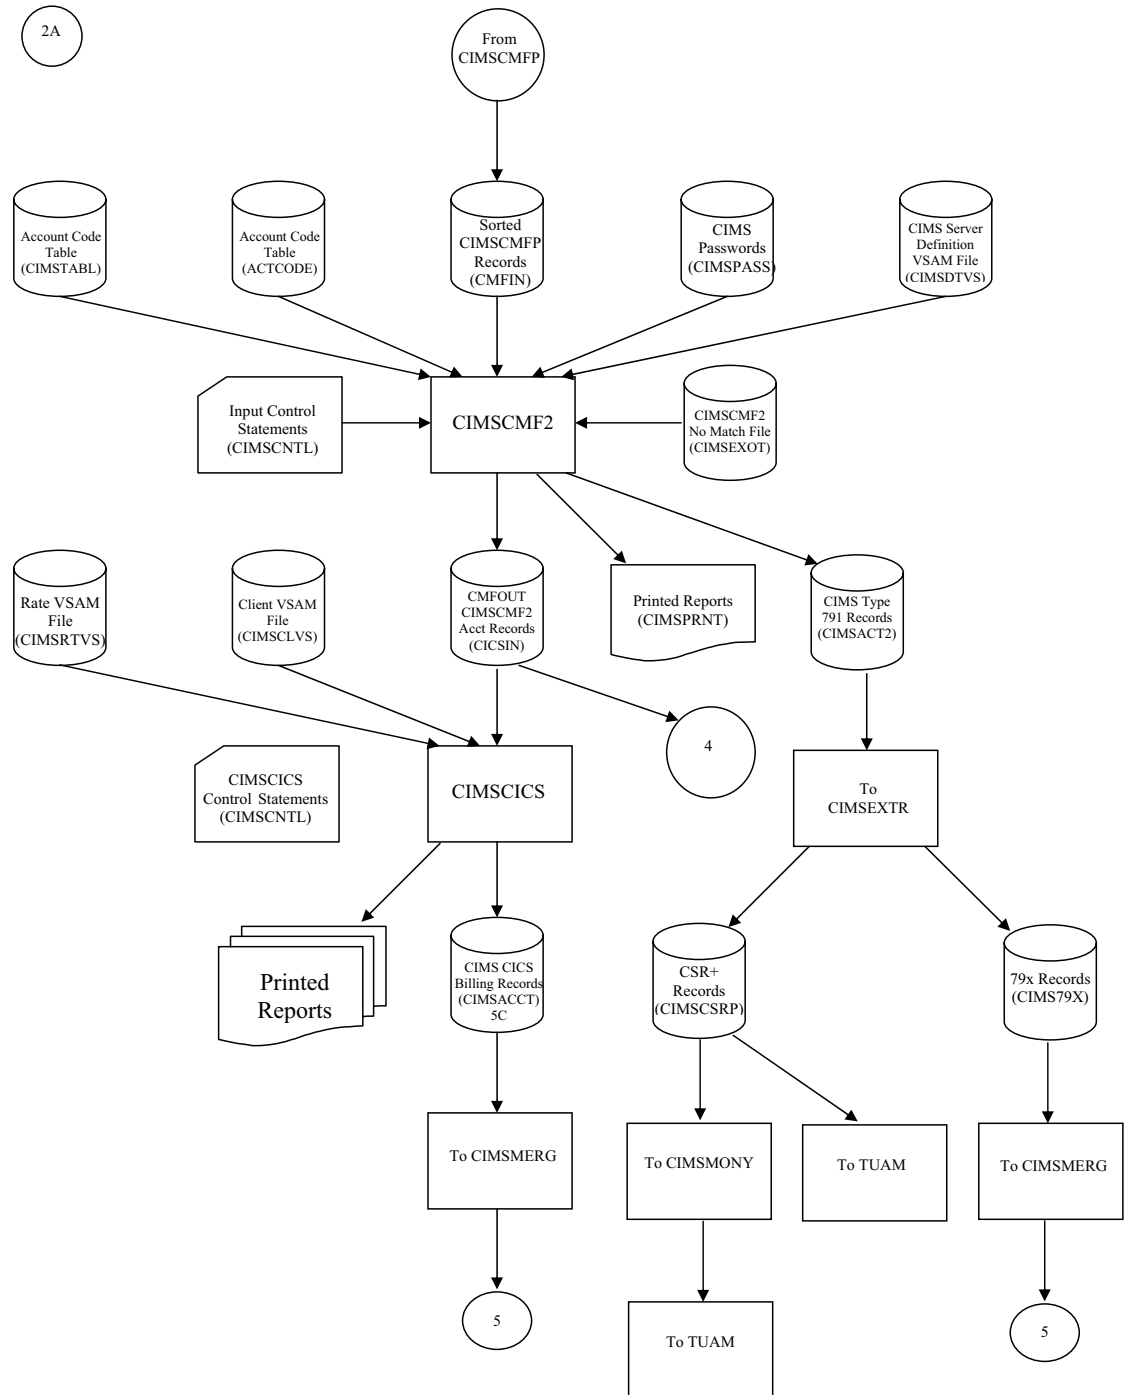 2A
From
CIMSCMFP
Account Code
Table
(CIMSTABL)
Account Code
Table
(ACTCODE)
Sorted
CIMSCMFP
Records
(CMFIN)
CIMS
Passwords
(CIMSPASS)
CIMS Server
Definition
VSAM File
(CIMSDTVS)
Input Control
Statements
(CIMSCNTL)
CIMSCMF2
CIMSCMF2
No Match File
(CIMSEXOT)
Rate VSAM
File
(CIMSRTVS)
Client VSAM
File
(CIMSCLVS)
CMFOUT
CIMSCMF2
Acct Records
(CICSIN)
Printed Reports
(CIMSPRNT)
CIMS Type
791 Records
(CIMSACT2)
4
CIMSCICS
Control Statements
(CIMSCNTL)
CIMSCICS
To
CIMSEXTR
Printed
Reports
CIMS CICS
Billing Records
(CIMSACCT)
5C
CSR+
Records
(CIMSCSRP)
79x Records
(CIMS79X)
To CIMSMERG
To CIMSMONY
To TUAM
To CIMSMERG
5
To TUAM
5